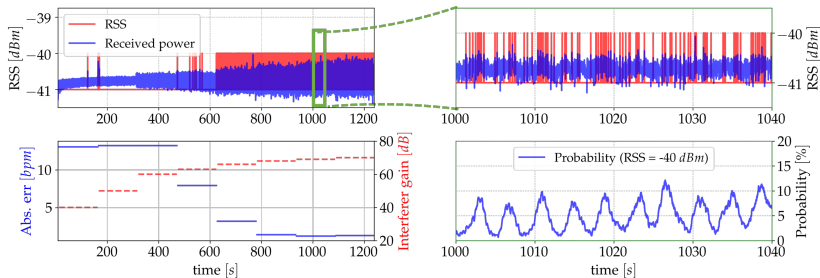 RSS [dBm]
−39
−40
−41
RSS
Received power
200 400 600 800 1000 1200
RSS [dBm]
−40
−41
1000 1010 1020 1030 1040
Abs. err [bpm]
10
5
80
60
40
20
Interferer gain [dB]
200 400 600 800 1000 1200
time [s]
Probability (RSS = -40 dBm)
20
15
10
5
0
Probability [%]
1000 1010 1020 1030 1040
time [s]